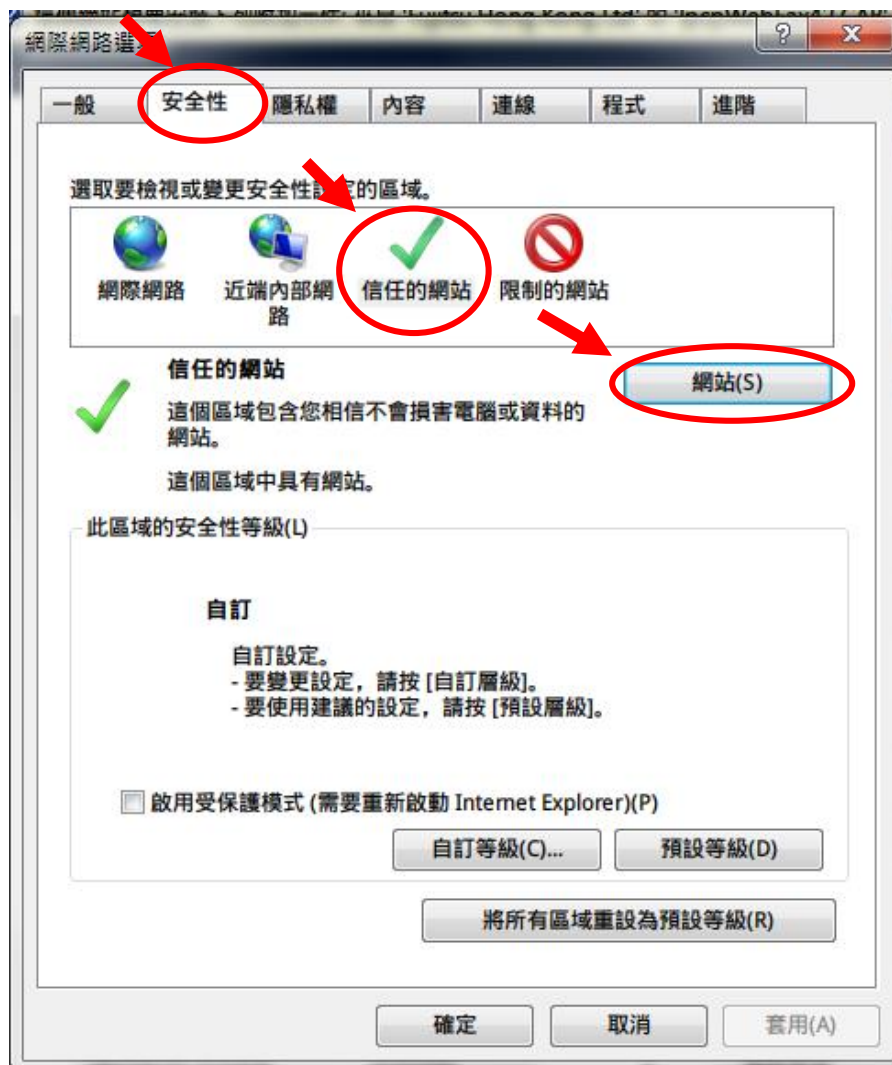 網際網路選
一般
安全性
隱私權
內容
連線
程式
進階
選取要檢視或變更安全性設定的區域。
網際網路
近端內部網
路
信任的網站
限制的網站
信任的網站
網站(S)
這個區域包含您相信不會損害電腦或資料的
網站。
這個區域中具有網站。
此區域的安全性等級(L)
自訂
自訂設定。
- 要變更設定，請按 [自訂層級]。
- 要使用建議的設定，請按 [預設層級]。
啟用受保護模式 (需要重新啟動 Internet Explorer)(P)
自訂等級(C)...
預設等級(D)
將所有區域重設為預設等級(R)
確定
取消
套用(A)